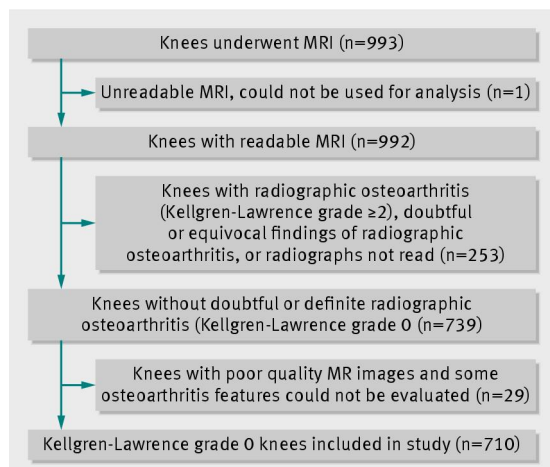 Knees underwent MRI (n=993)
Unreadable MRI, could not be used for analysis (n=1)
Knees with readable MRI (n=992)
Knees with radiographic osteoarthritis
(Kellgren-Lawrence grade ≥2), doubtful
or equivocal findings of radiographic
osteoarthritis, or radiographs not read (n=253)
Knees without doubtful or definite radiographic
osteoarthritis (Kellgren-Lawrence grade 0 (n=739)
Knees with poor quality MR images and some
osteoarthritis features could not be evaluated (n=29)
Kellgren-Lawrence grade 0 knees included in study (n=710)